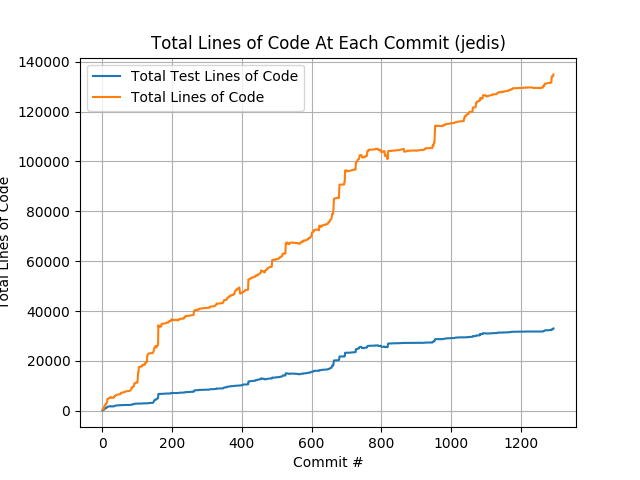 Total Lines of Code At Each Commit (jedis)
Total Test Lines of Code
Total Lines of Code
Total Lines of Code
140000
120000
100000
80000
60000
40000
20000
0
0 200 400 600 800 1000 1200
Commit #